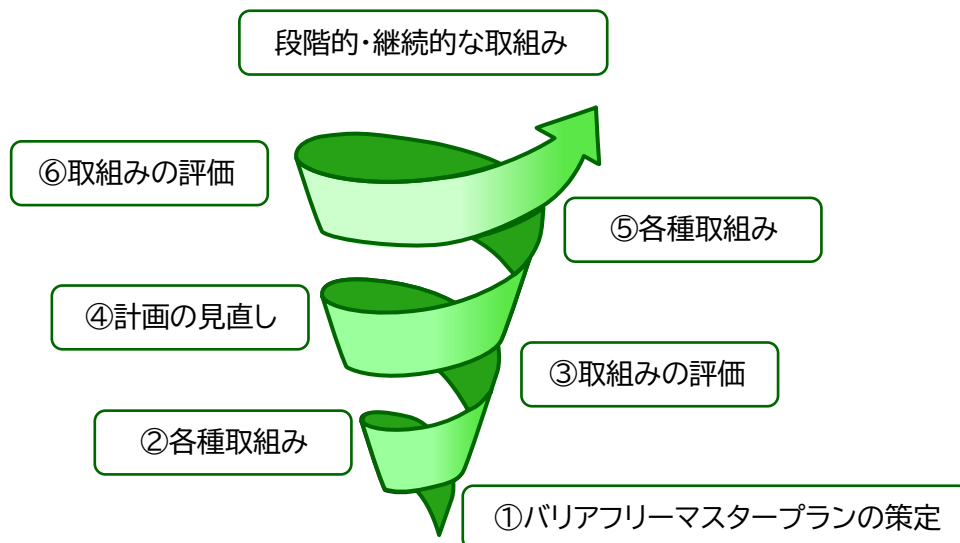 段階的・継続的な取組み
⑥取組みの評価
⑤各種取組み
④計画の見直し
③取組みの評価
②各種取組み
①バリアフリーマスタープランの策定